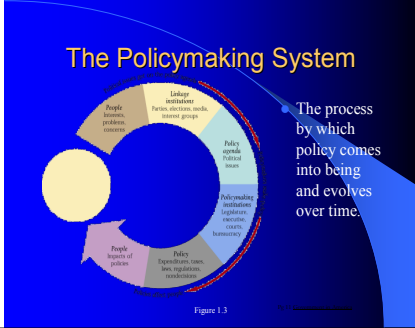 The Policymaking System
Linkage
institutions
Parties, elections, media,
interest groups
People
Interests,
problems,
concerns
Policy
agenda
Political
issues
Policymaking
institutions
Legislature,
executive,
courts,
bureaucracy
Policy
Expenditures, taxes,
laws, regulations,
nondecisions
People
Impacts of
policies
The process
by which
policy comes
into being
and evolves
over time.
Figure 1.3